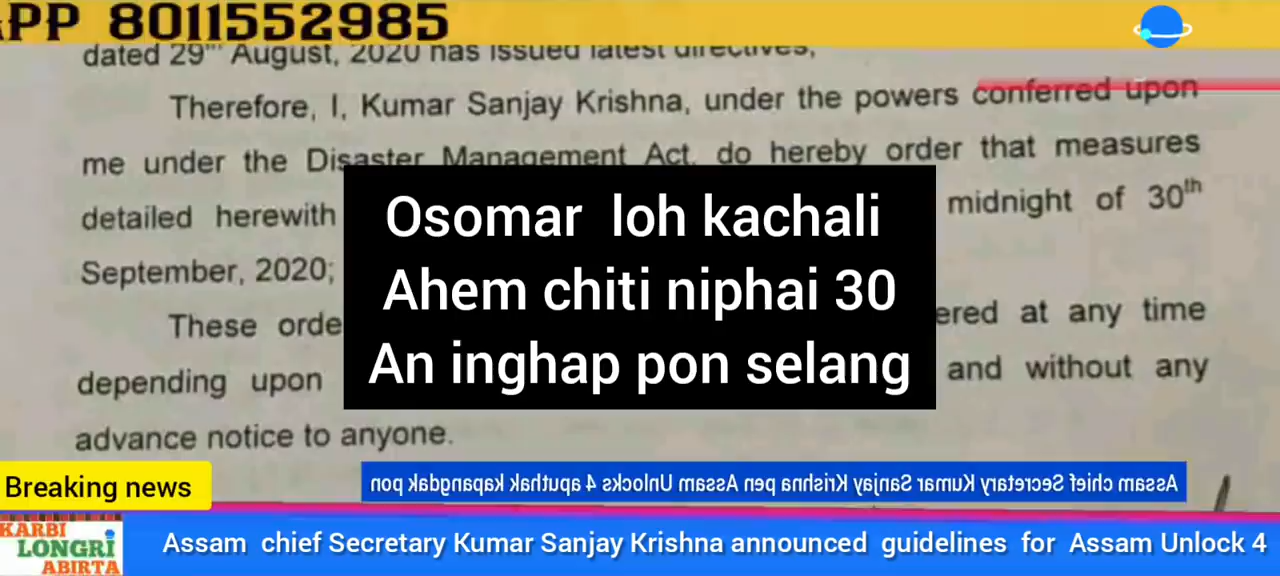 APP 8011552985
dated 29th August, 2020 has issued latest directives;
Therefore, I, Kumar Sanjay Krishna, under the powers conferred upon
me under the Disaster Management Act, do hereby order that measures
detailed herewith midnight of 30th
September, 2020;
These orde ered at any time
depending upon and without any
advance notice to anyone.
Osomar loh kachali
Ahem chiti niphai 30
An inghap pon selang
Breaking news
Assam chief Secretary Kumar Sanjay Krishna pen Assam Unlocks 4 aputhak kapangdak pon
KARBI
LONGRI
ABIRTA
Assam chief Secretary Kumar Sanjay Krishna announced guidelines for Assam Unlock 4